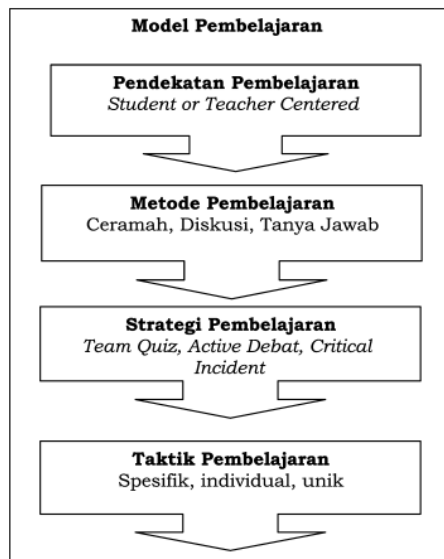 Model Pembelajaran
Pendekatan Pembelajaran
Student or Teacher Centered
Metode Pembelajaran
Ceramah, Diskusi, Tanya Jawab
Strategi Pembelajaran
Team Quiz, Active Debat, Critical
Incident
Taktik Pembelajaran
Spesifik, individual, unik